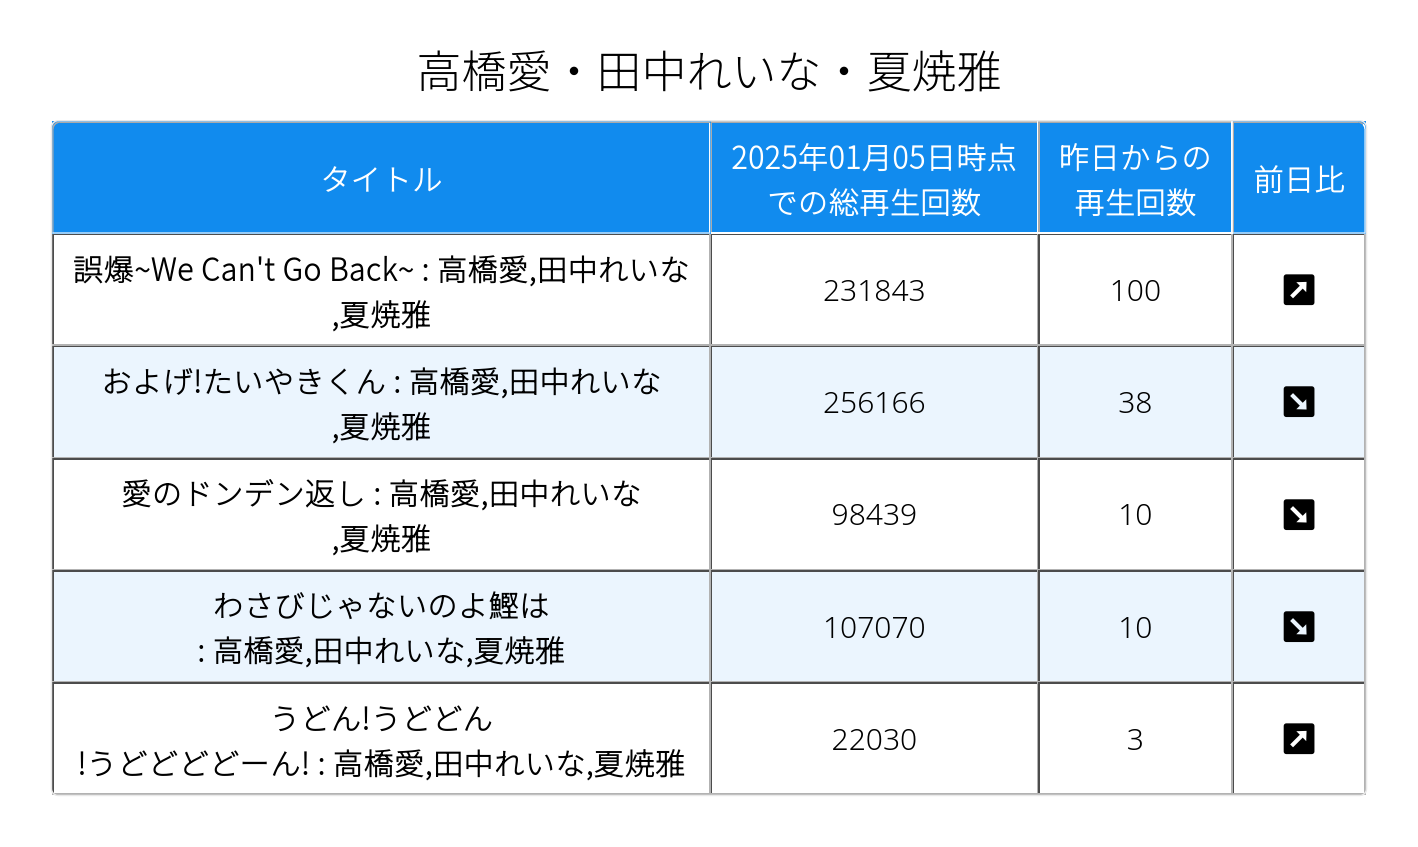 高橋愛・田中れいな・夏焼雅
タイトル
2025年01月05日時点
での総再生回数
昨日からの
再生回数
前日比
誤爆~We Can't Go Back~ : 高橋愛,田中れいな
,夏焼雅
231843
100
↗
およげ!たいやきくん : 高橋愛,田中れいな
,夏焼雅
256166
38
↘
愛のドンデン返し : 高橋愛,田中れいな
,夏焼雅
98439
10
↘
わさびじゃないのよ鰹は
: 高橋愛,田中れいな,夏焼雅
107070
10
↘
うどん!うどどん
!うどどどどーん! : 高橋愛,田中れいな,夏焼雅
22030
3
↗